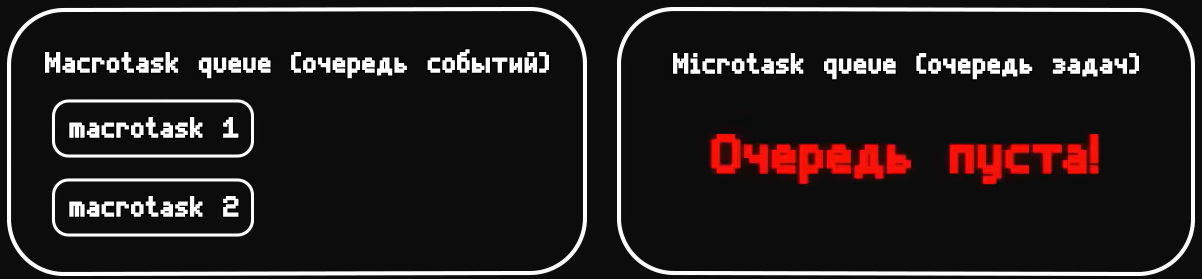 Macrotask queue (очередь событий)
macrotask 1
macrotask 2
Microtask queue (очередь задач)
Очередь пуста!